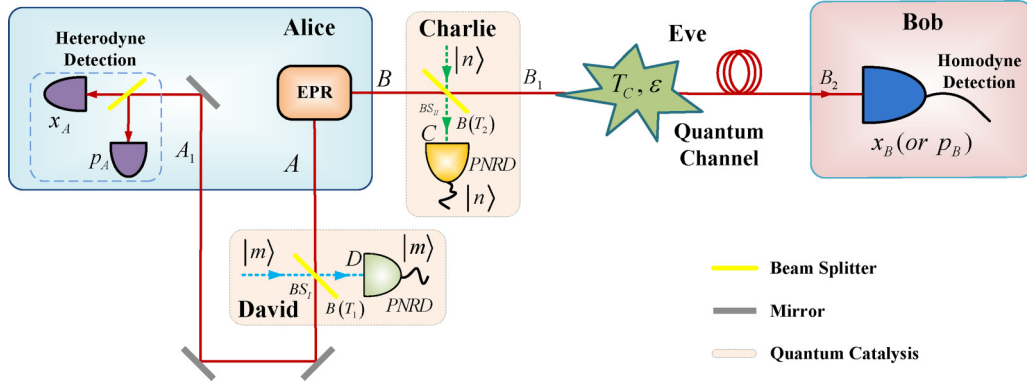 Heterodyne
Detection
Alice
x_A
p_A
A_1
EPR
A
B
Charlie
|n⟩
BS_II
B(T_2)
C
PNRD
|n⟩
B_1
Eve
T_C, ε
Quantum
Channel
B_2
Bob
Homodyne
Detection
x_B(or p_B)
|m⟩
D
|m⟩
BS_I
B(T_1)
PNRD
David
Beam Splitter
Mirror
Quantum Catalysis